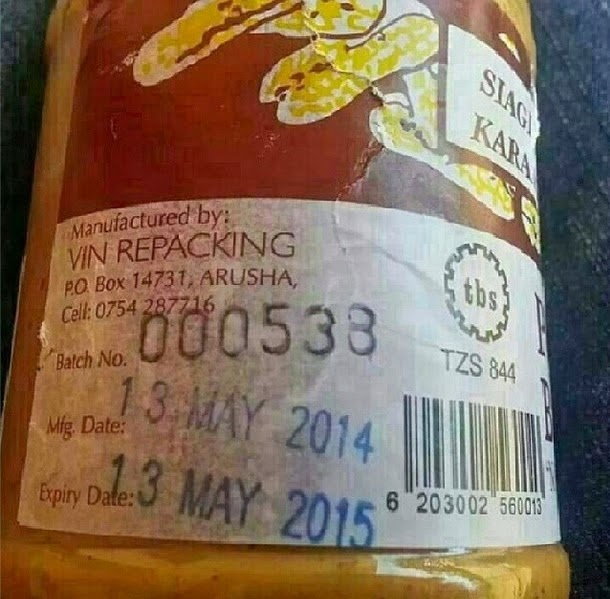 SIAGI
KARA
Manufactured by:
VIN REPACKING
P.O. Box 14731, ARUSHA,
Cell: 0754 287716
Batch No. 000538
Mfg. Date: 13 MAY 2014
Expiry Date: 13 MAY 2015
tbs
TZS 844
6 203002 560013